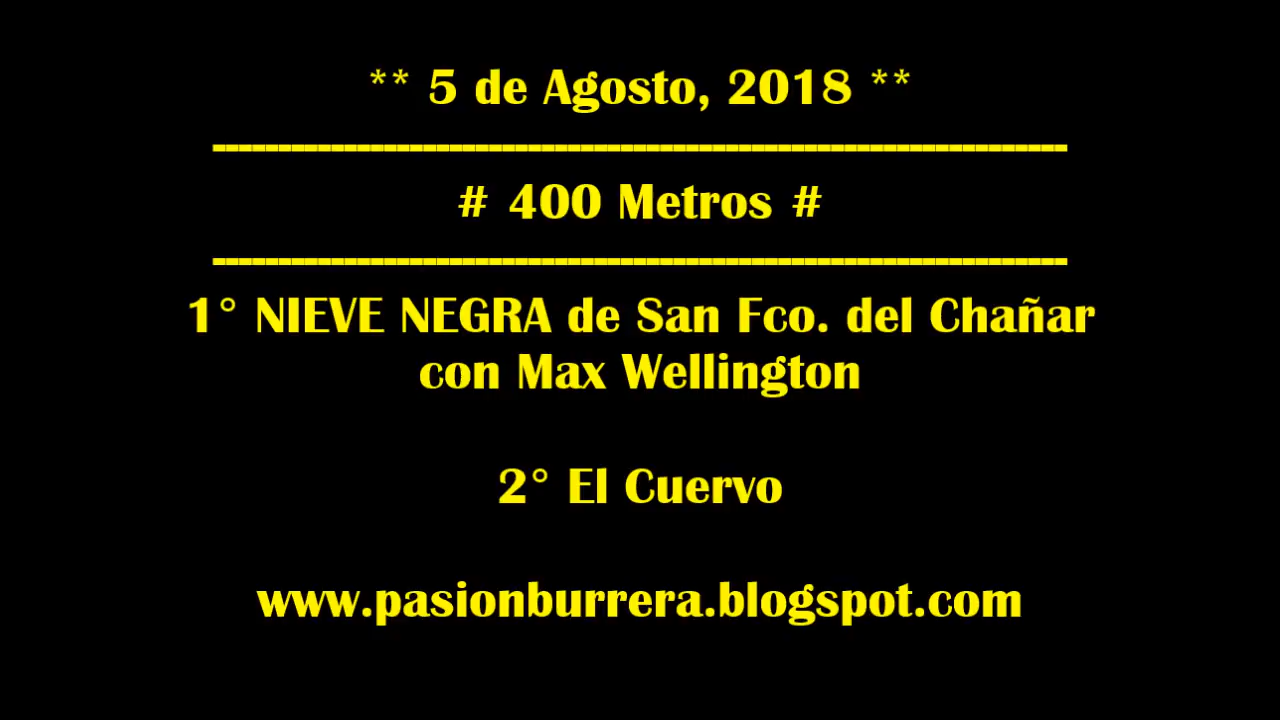 ** 5 de Agosto, 2018 **
------------------------------------------------------------------
# 400 Metros #
------------------------------------------------------------------
1° NIEVE NEGRA de San Fco. del Chañar
con Max Wellington
2° El Cuervo
www.pasionburrera.blogspot.com